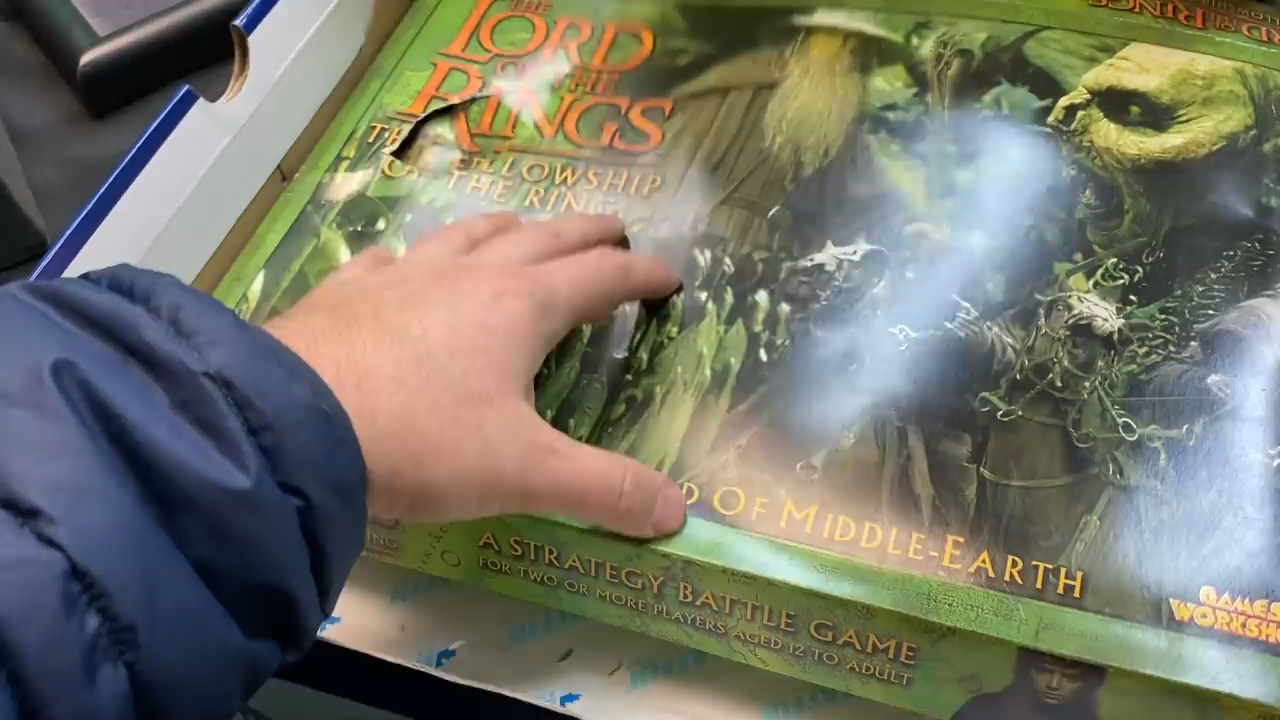 THE
LORD
OF THE
RINGS
THE FELLOWSHIP
OF THE RING
OF MIDDLE-EARTH
A STRATEGY BATTLE GAME
FOR TWO OR MORE PLAYERS AGED 12 TO ADULT
GAMES